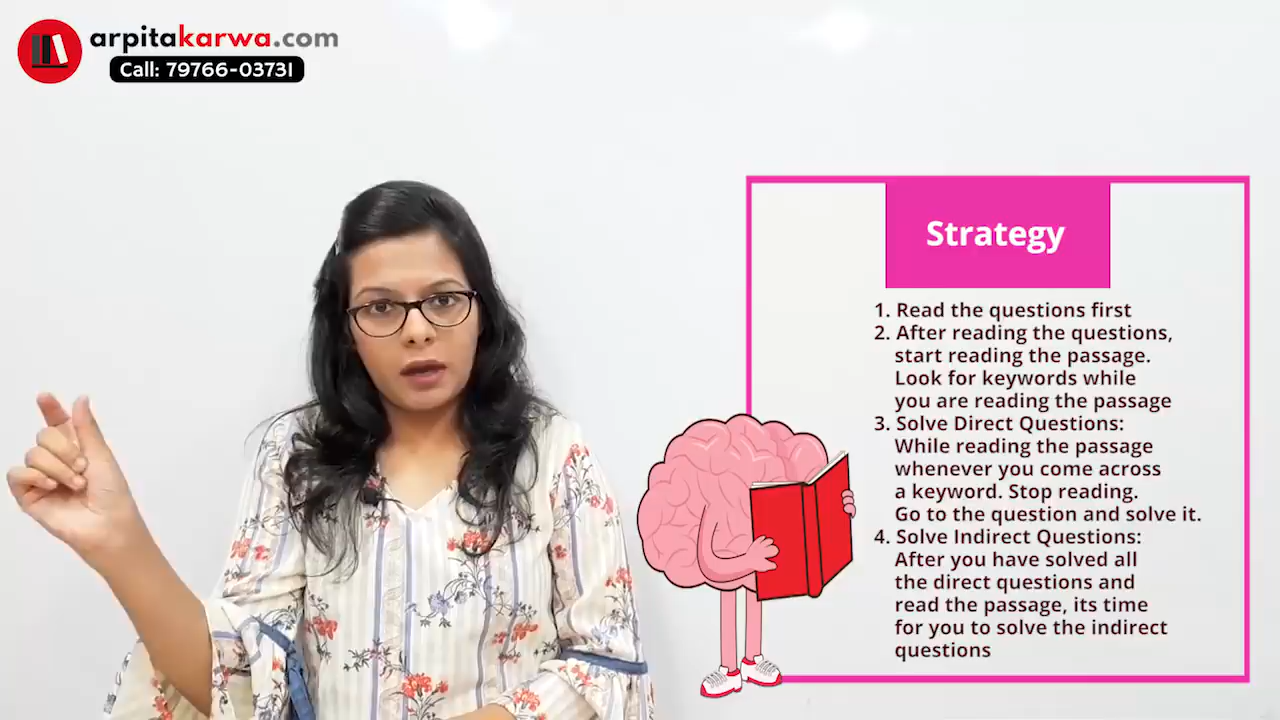 arpitakarwa.com
Call: 79766-03731
Strategy
1. Read the questions first
2. After reading the questions,
start reading the passage.
Look for keywords while
you are reading the passage
3. Solve Direct Questions:
While reading the passage
whenever you come across
a keyword. Stop reading.
Go to the question and solve it.
4. Solve Indirect Questions:
After you have solved all
the direct questions and
read the passage, its time
for you to solve the indirect
questions